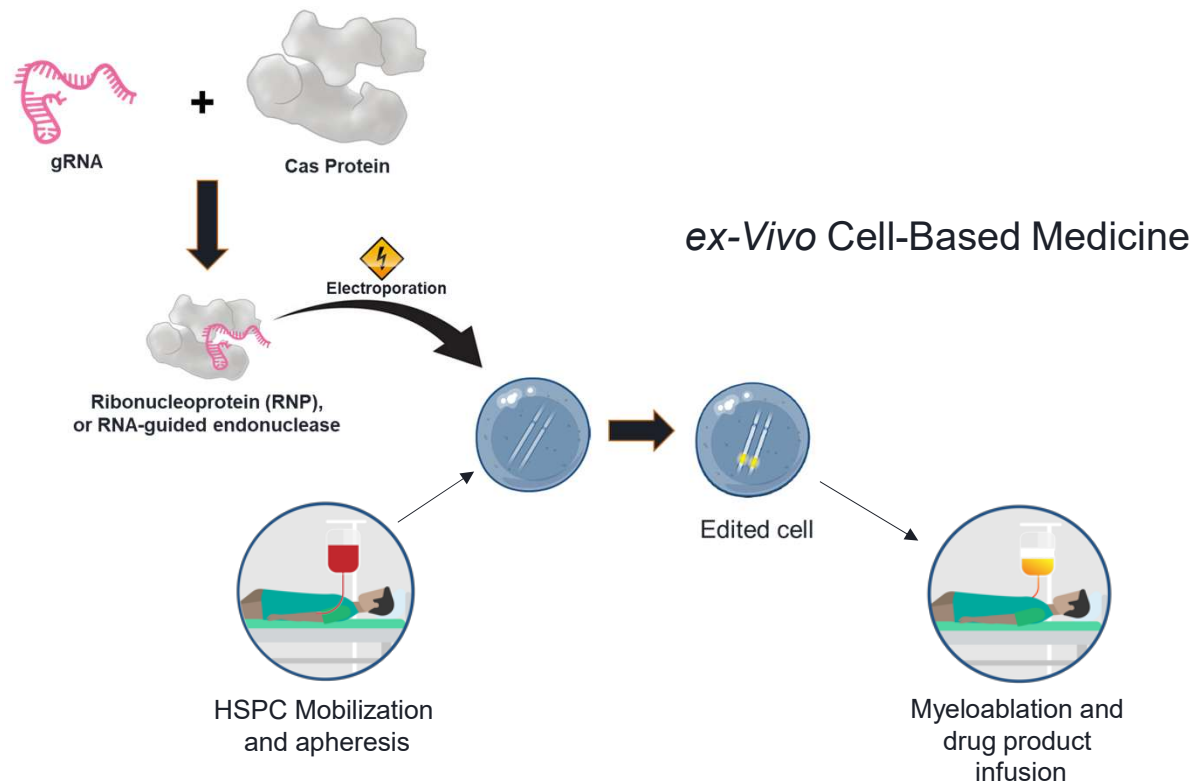 gRNA
+
Cas Protein
ex-Vivo Cell-Based Medicine
Electroporation
Ribonucleoprotein (RNP),
or RNA-guided endonuclease
Edited cell
HSPC Mobilization
and apheresis
Myeloablation and
drug product
infusion